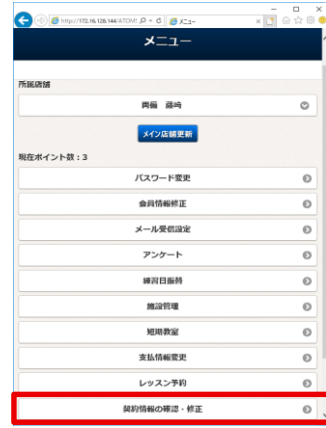 http://172.16.128.144/ATOM:
メニュー
メニュー
所属店舗
両備 藤崎
メイン店舗更新
現在ポイント数：3
パスワード変更
会員情報修正
メール受信設定
アンケート
練習日振替
施設管理
短期教室
支払情報変更
レッスン予約
契約情報の確認・修正